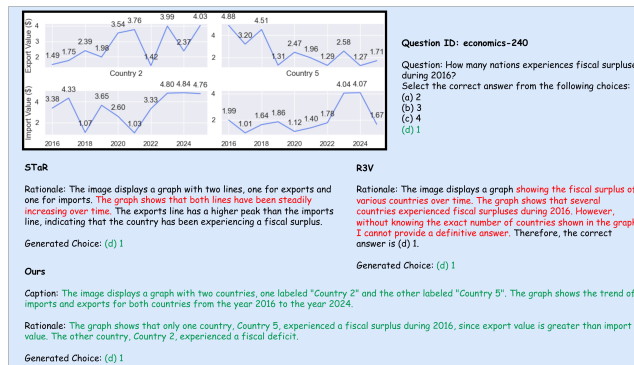 Export Value ($)
4
3
2
1.49 1.75 2.39 1.98 3.54 3.76 1.42 3.99 2.37 4.03
Country 2
4
2
4.88 3.20 4.51 1.31 2.47 1.96 1.29 2.58 1.27 1.71
Country 5
Import Value ($)
4
2
3.38 4.33 1.07 3.65 2.60 1.03 3.33 4.80 4.84 4.76
2016 2018 2020 2022 2024
4
2
1.99 1.01 1.64 1.86 1.12 1.40 1.78 4.04 4.07 1.67
2016 2018 2020 2022 2024
Question ID: economics-240
Question: How many nations experiences fiscal surpluse
during 2016?
Select the correct answer from the following choices:
(a) 2
(b) 3
(c) 4
(d) 1
STaR
Rationale: The image displays a graph with two lines, one for exports and
one for imports. The graph shows that both lines have been steadily
increasing over time. The exports line has a higher peak than the imports
line, indicating that the country has been experiencing a fiscal surplus.
Generated Choice: (d) 1
R3V
Rationale: The image displays a graph showing the fiscal surplus of
various countries over time. The graph shows that several
countries experienced fiscal surpluses during 2016. However,
without knowing the exact number of countries shown in the graph
I cannot provide a definitive answer. Therefore, the correct
answer is (d) 1.
Generated Choice: (d) 1
Ours
Caption: The image displays a graph with two countries, one labeled "Country 2" and the other labeled "Country 5". The graph shows the trend of
imports and exports for both countries from the year 2016 to the year 2024.
Rationale: The graph shows that only one country, Country 5, experienced a fiscal surplus during 2016, since export value is greater than import
value. The other country, Country 2, experienced a fiscal deficit.
Generated Choice: (d) 1